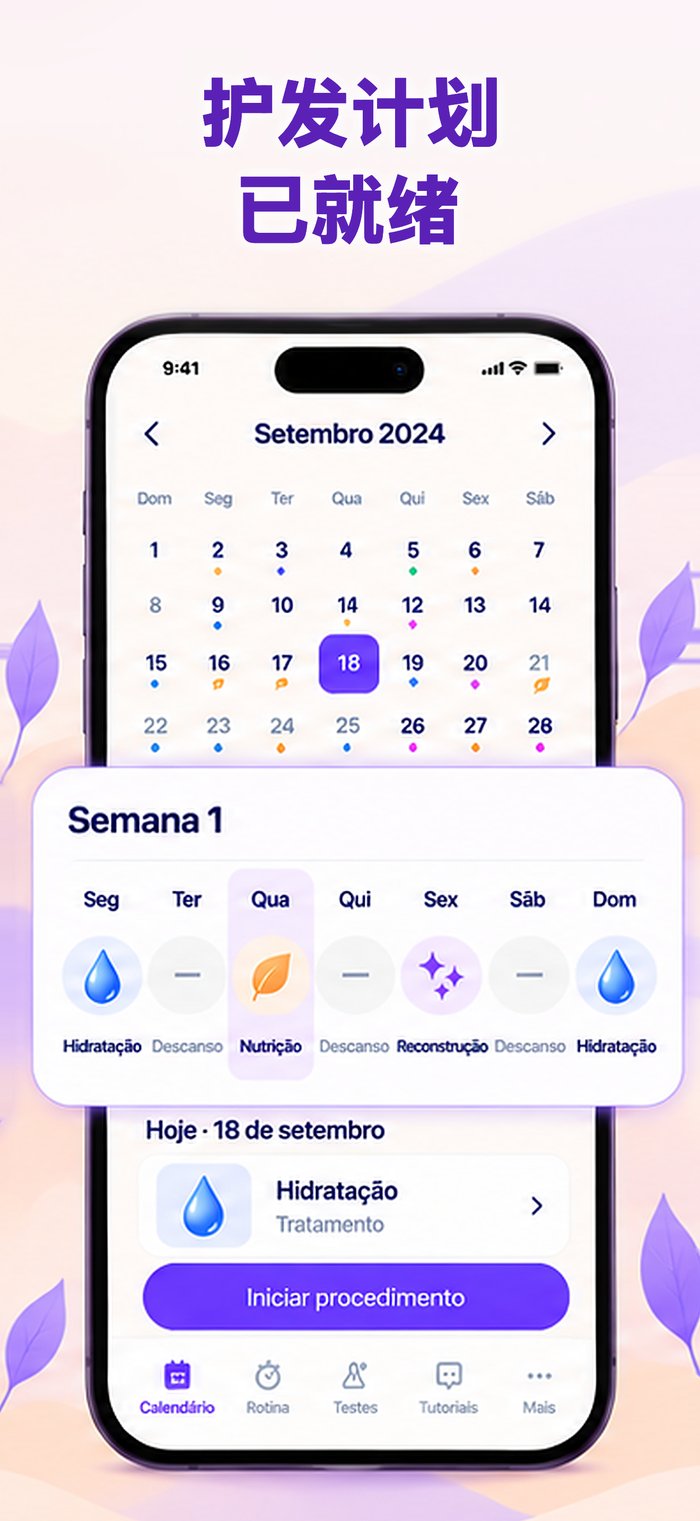 护发计划
已就绪
9:41
Setembro 2024
Dom Seg Ter Qua Qui Sex Sáb
1 2 3 4 5 6 7
8 9 10 14 12 13 14
15 16 17 18 19 20 21
22 23 24 25 26 27 28
Semana 1
Seg Ter Qua Qui Sex Sāb Dom
Hidratação Descanso Nutrição Descanso Reconstrução Descanso Hidratação
Hoje · 18 de setembro
Hidratação
Tratamento
Iniciar procedimento
Calendário Rotina Testes Tutoriais Mais